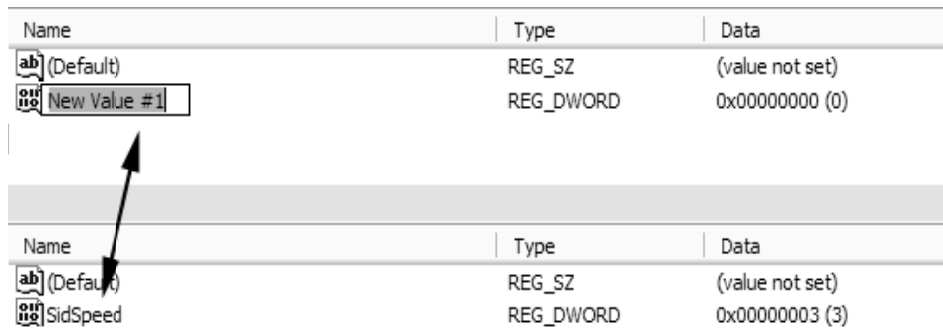 Name Type Data
(Default) REG_SZ (value not set)
New Value #1 REG_DWORD 0x00000000 (0)
Name Type Data
(Default) REG_SZ (value not set)
SidSpeed REG_DWORD 0x00000003 (3)